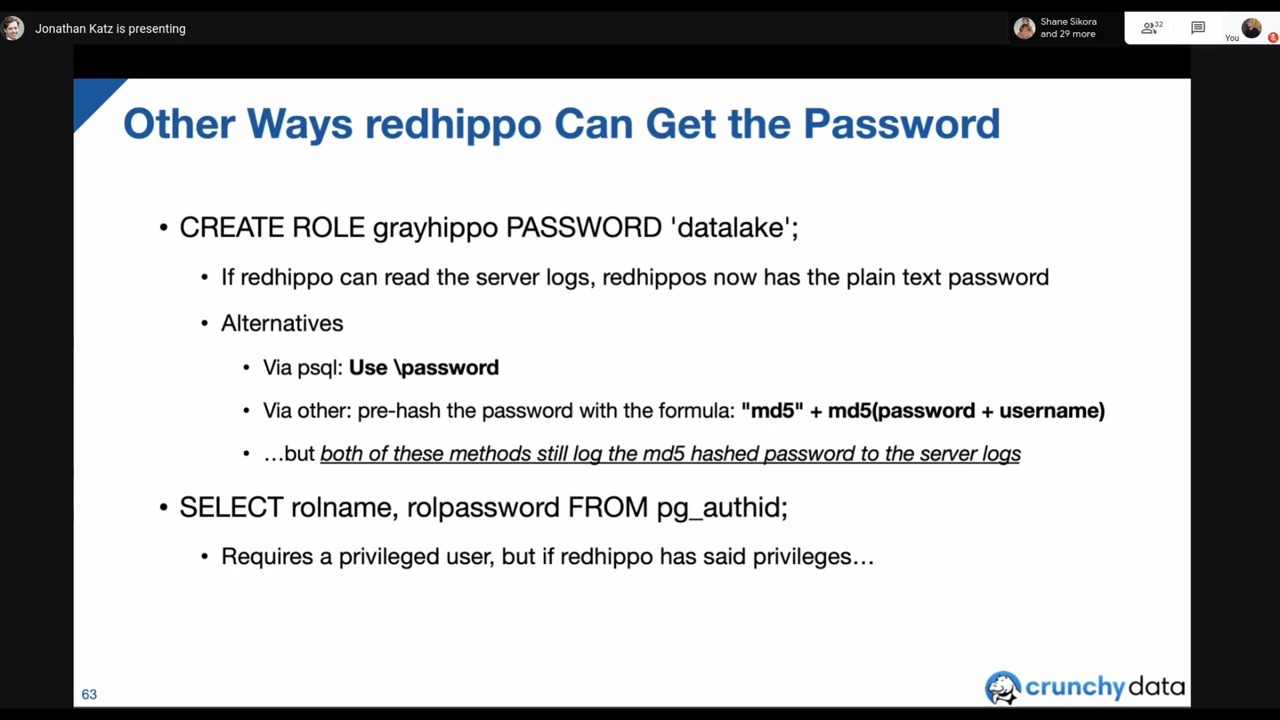 Jonathan Katz is presenting
Shane Sikora
and 29 more
32
You
Other Ways redhippo Can Get the Password
• CREATE ROLE grayhippo PASSWORD 'datalake';
• If redhippo can read the server logs, redhippos now has the plain text password
• Alternatives
• Via psql: Use \password
• Via other: pre-hash the password with the formula: "md5" + md5(password + username)
• …but both of these methods still log the md5 hashed password to the server logs
• SELECT rolname, rolpassword FROM pg_authid;
• Requires a privileged user, but if redhippo has said privileges…
63
crunchydata